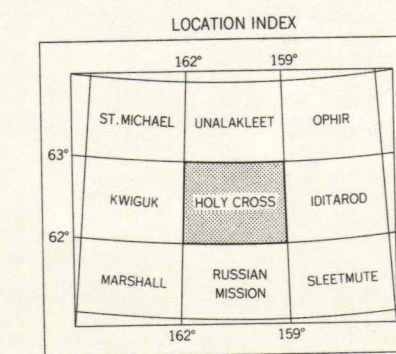 LOCATION INDEX
162° 159°
ST. MICHAEL UNALAKLEET OPHIR
63°
KWIGUK HOLY CROSS IDITAROD
62°
MARSHALL RUSSIAN MISSION SLEETMUTE
162° 159°